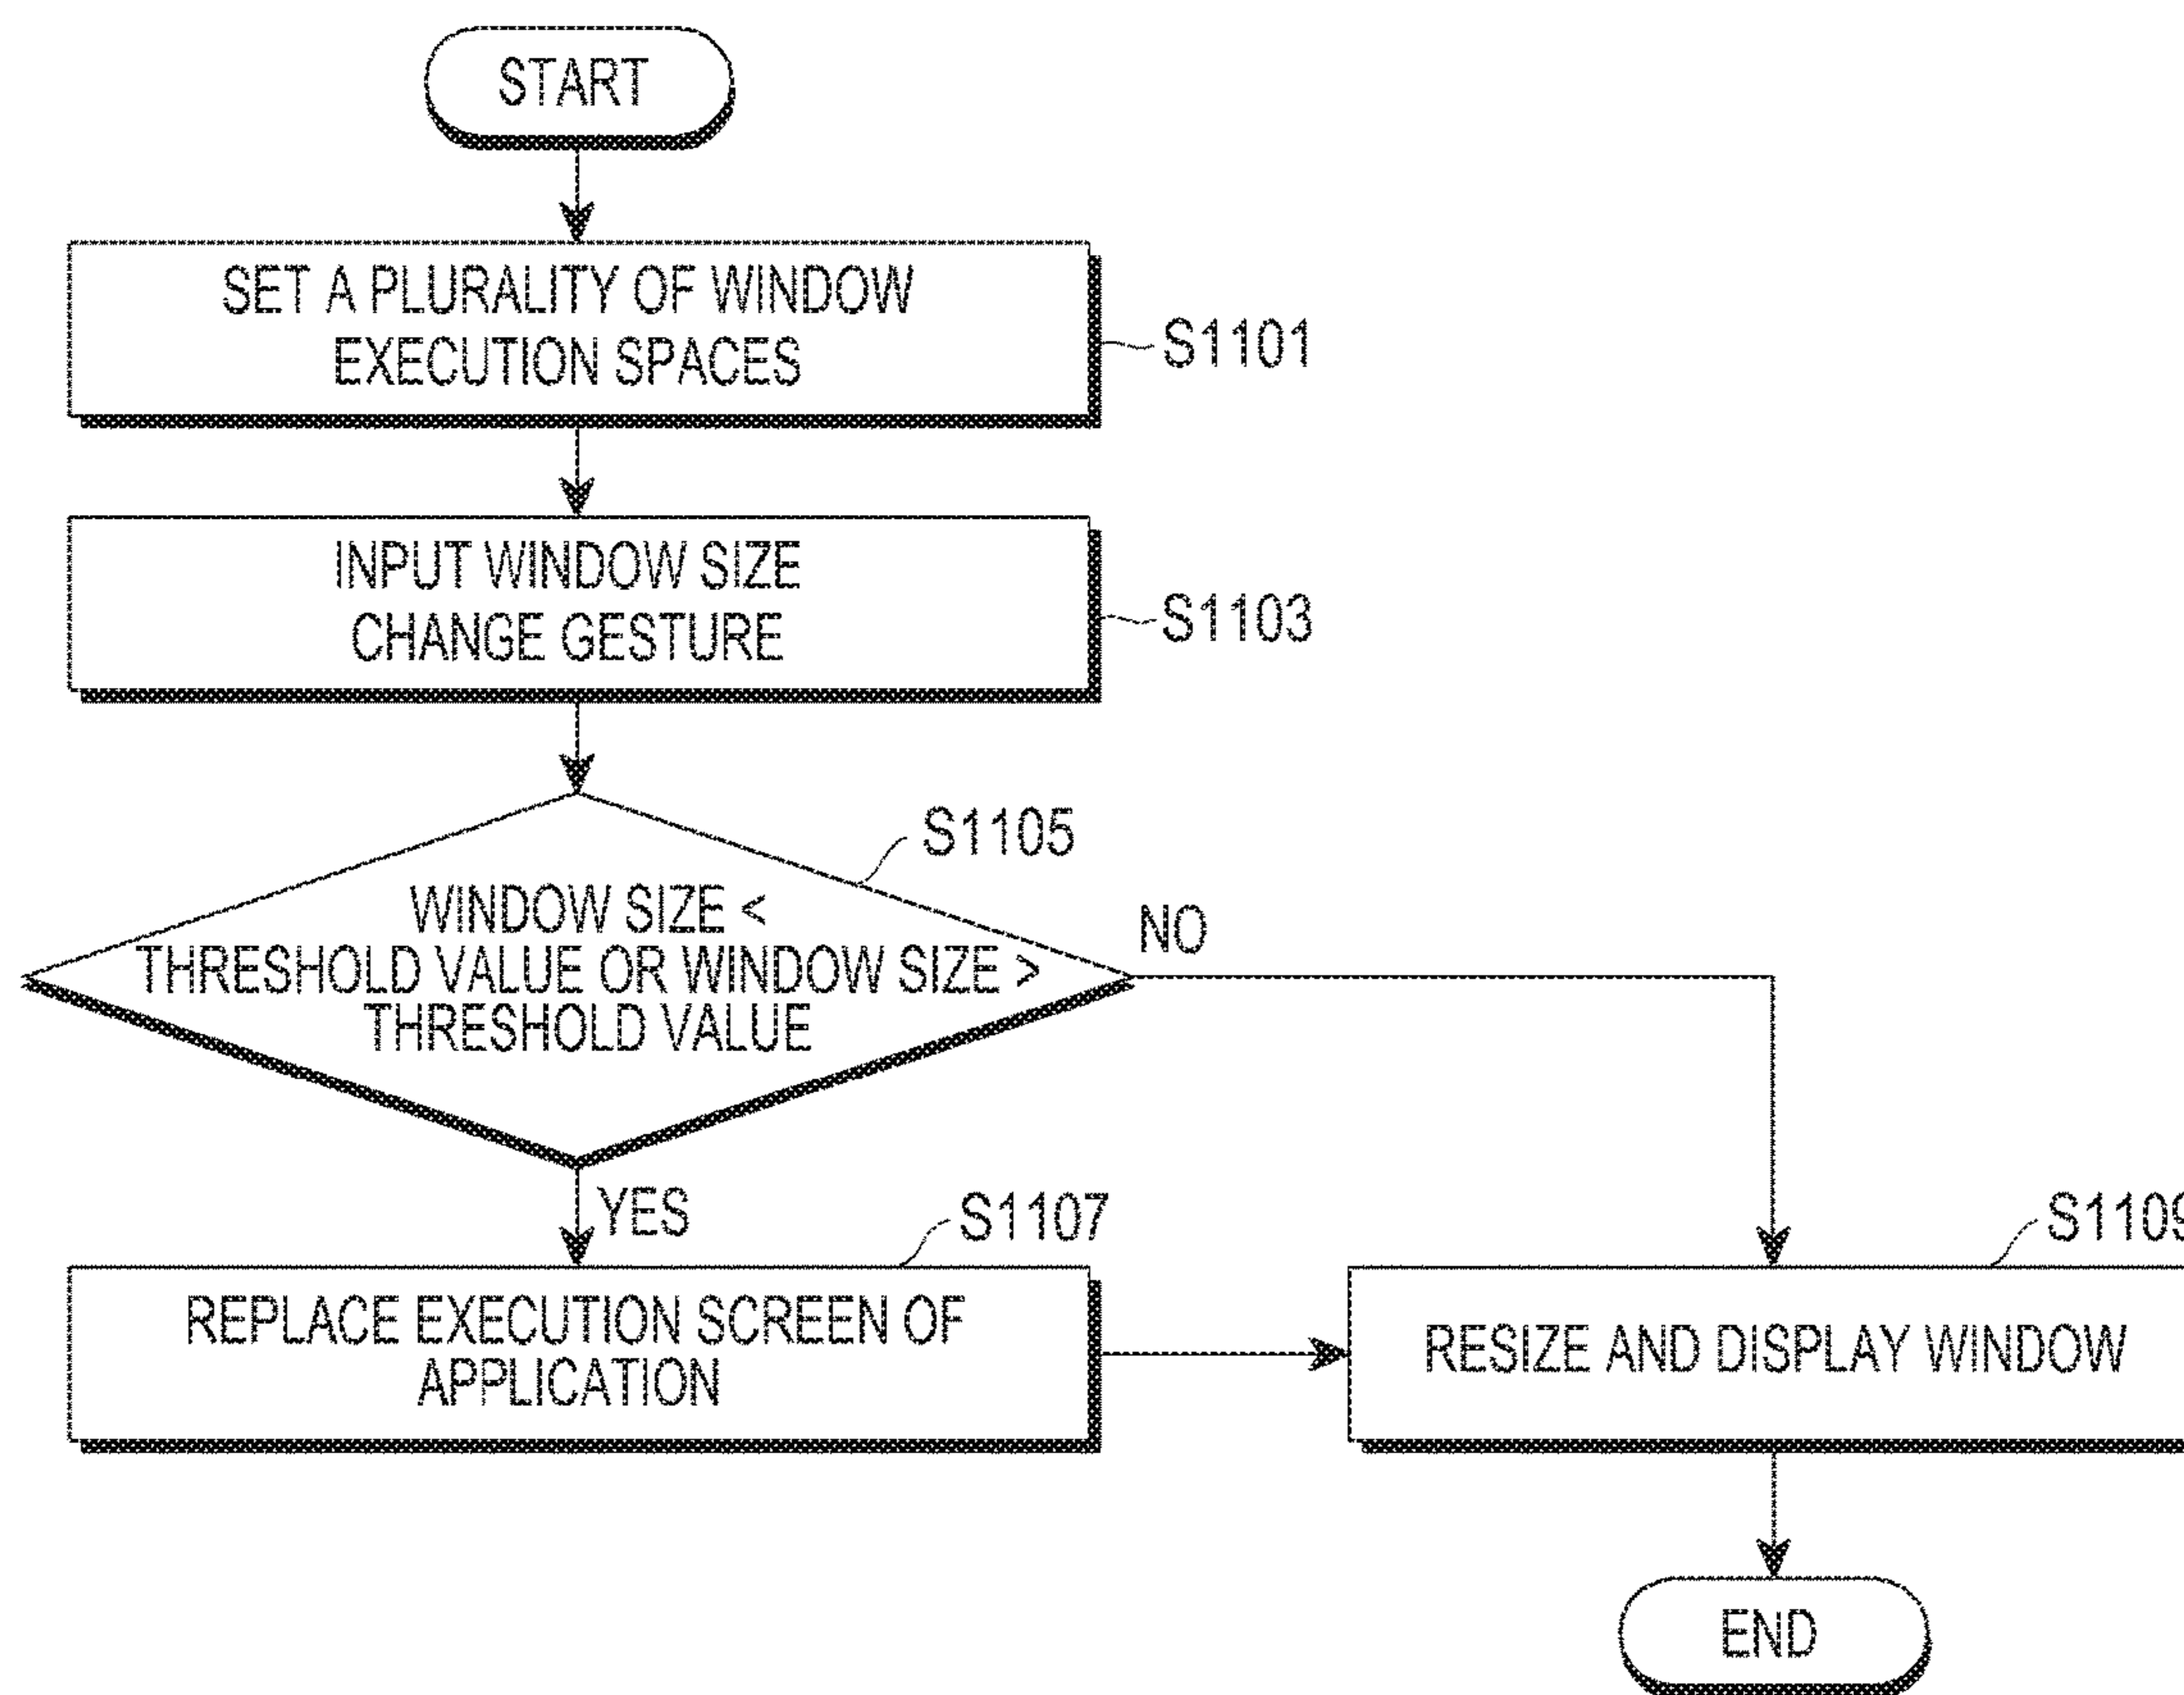 START
SET A PLURALITY OF WINDOW
EXECUTION SPACES
S1101
INPUT WINDOW SIZE
CHANGE GESTURE
S1103
S1105
WINDOW SIZE <
THRESHOLD VALUE OR WINDOW SIZE >
THRESHOLD VALUE
NO
YES
S1107
REPLACE EXECUTION SCREEN OF
APPLICATION
S1109
RESIZE AND DISPLAY WINDOW
END